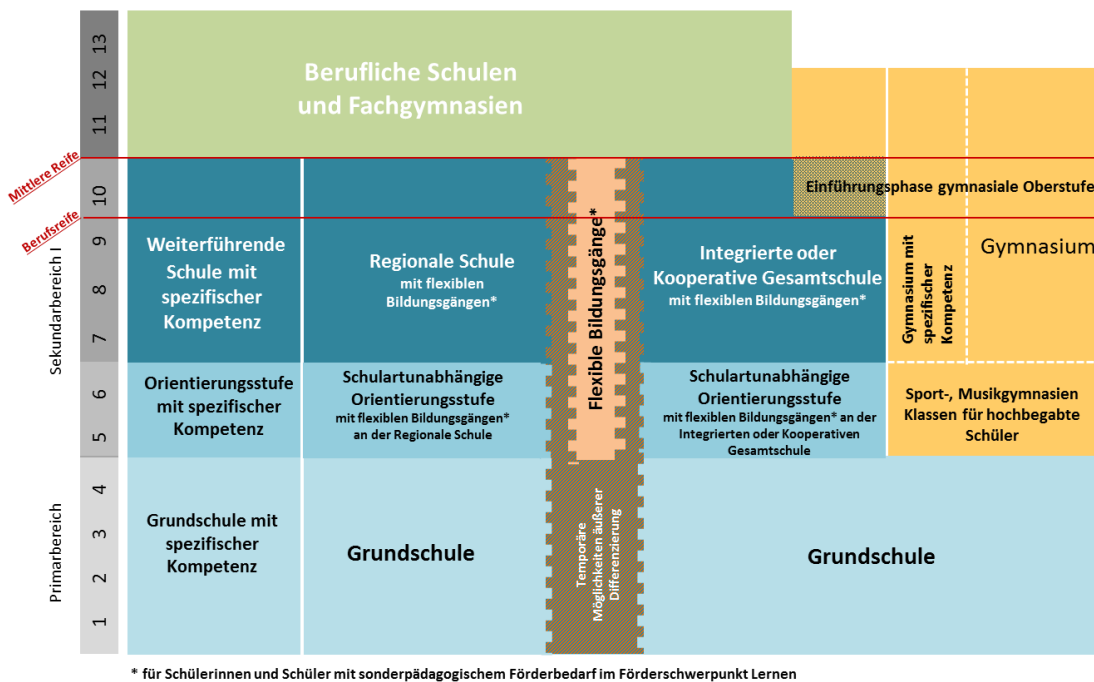 13
12
11
10
9
8
7
6
5
4
3
2
1
Mittlere Reife
Berufsreife
Sekundarbereich I
Primarbereich
Berufliche Schulen
und Fachgymnasien
Einführungsphase gymnasiale Oberstufe
Weiterführende
Schule mit
spezifischer
Kompetenz
Regionale Schule
mit flexiblen
Bildungsgängen*
Flexible Bildungsgänge*
Integrierte oder
Kooperative Gesamtschule
mit flexiblen Bildungsgängen*
Gymnasium mit
spezifischer
Kompetenz
Gymnasium
Orientierungsstufe
mit spezifischer
Kompetenz
Schulartunabhängige
Orientierungsstufe
mit flexiblen Bildungsgängen*
an der Regionale Schule
Schulartunabhängige
Orientierungsstufe
mit flexiblen Bildungsgängen* an der
Integrierten oder Kooperativen
Gesamtschule
Sport-, Musikgymnasien
Klassen für hochbegabte
Schüler
Grundschule mit
spezifischer
Kompetenz
Grundschule
Temporäre
Möglichkeiten äußerer
Differenzierung
Grundschule
* für Schülerinnen und Schüler mit sonderpädagogischem Förderbedarf im Förderschwerpunkt Lernen